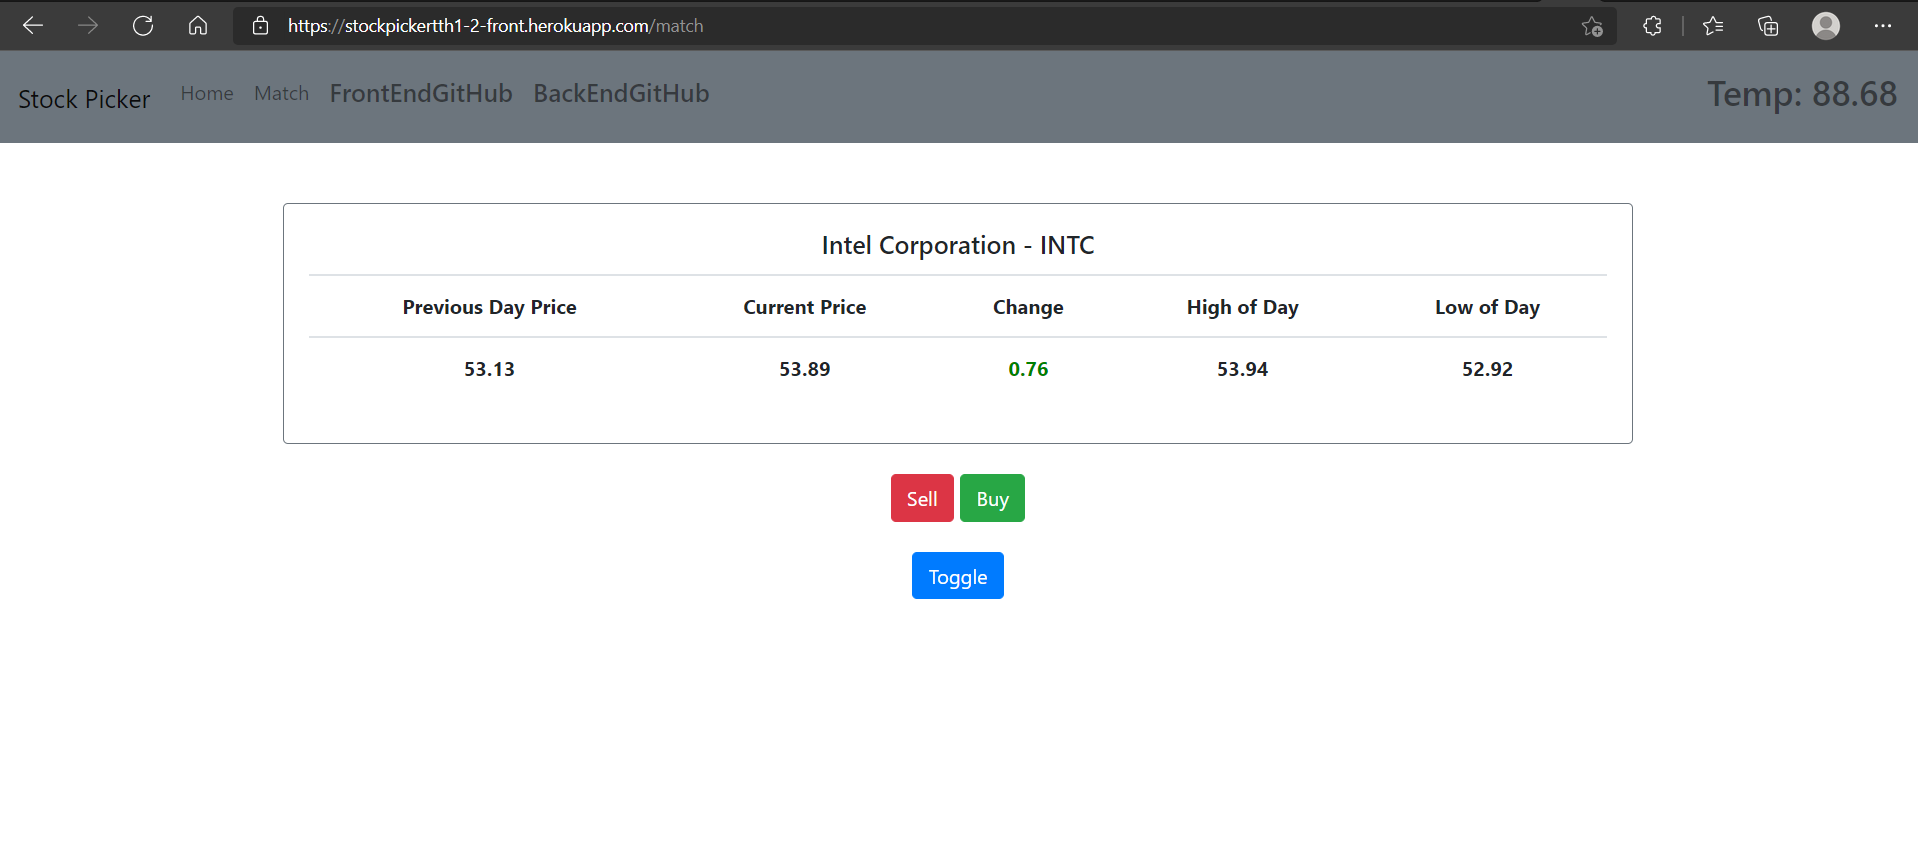 https://stockpickertth1-2-front.herokuapp.com/match
Stock Picker Home Match FrontEndGitHub BackEndGitHub Temp: 88.68
Intel Corporation - INTC
Previous Day Price Current Price Change High of Day Low of Day
53.13 53.89 0.76 53.94 52.92
Sell Buy
Toggle